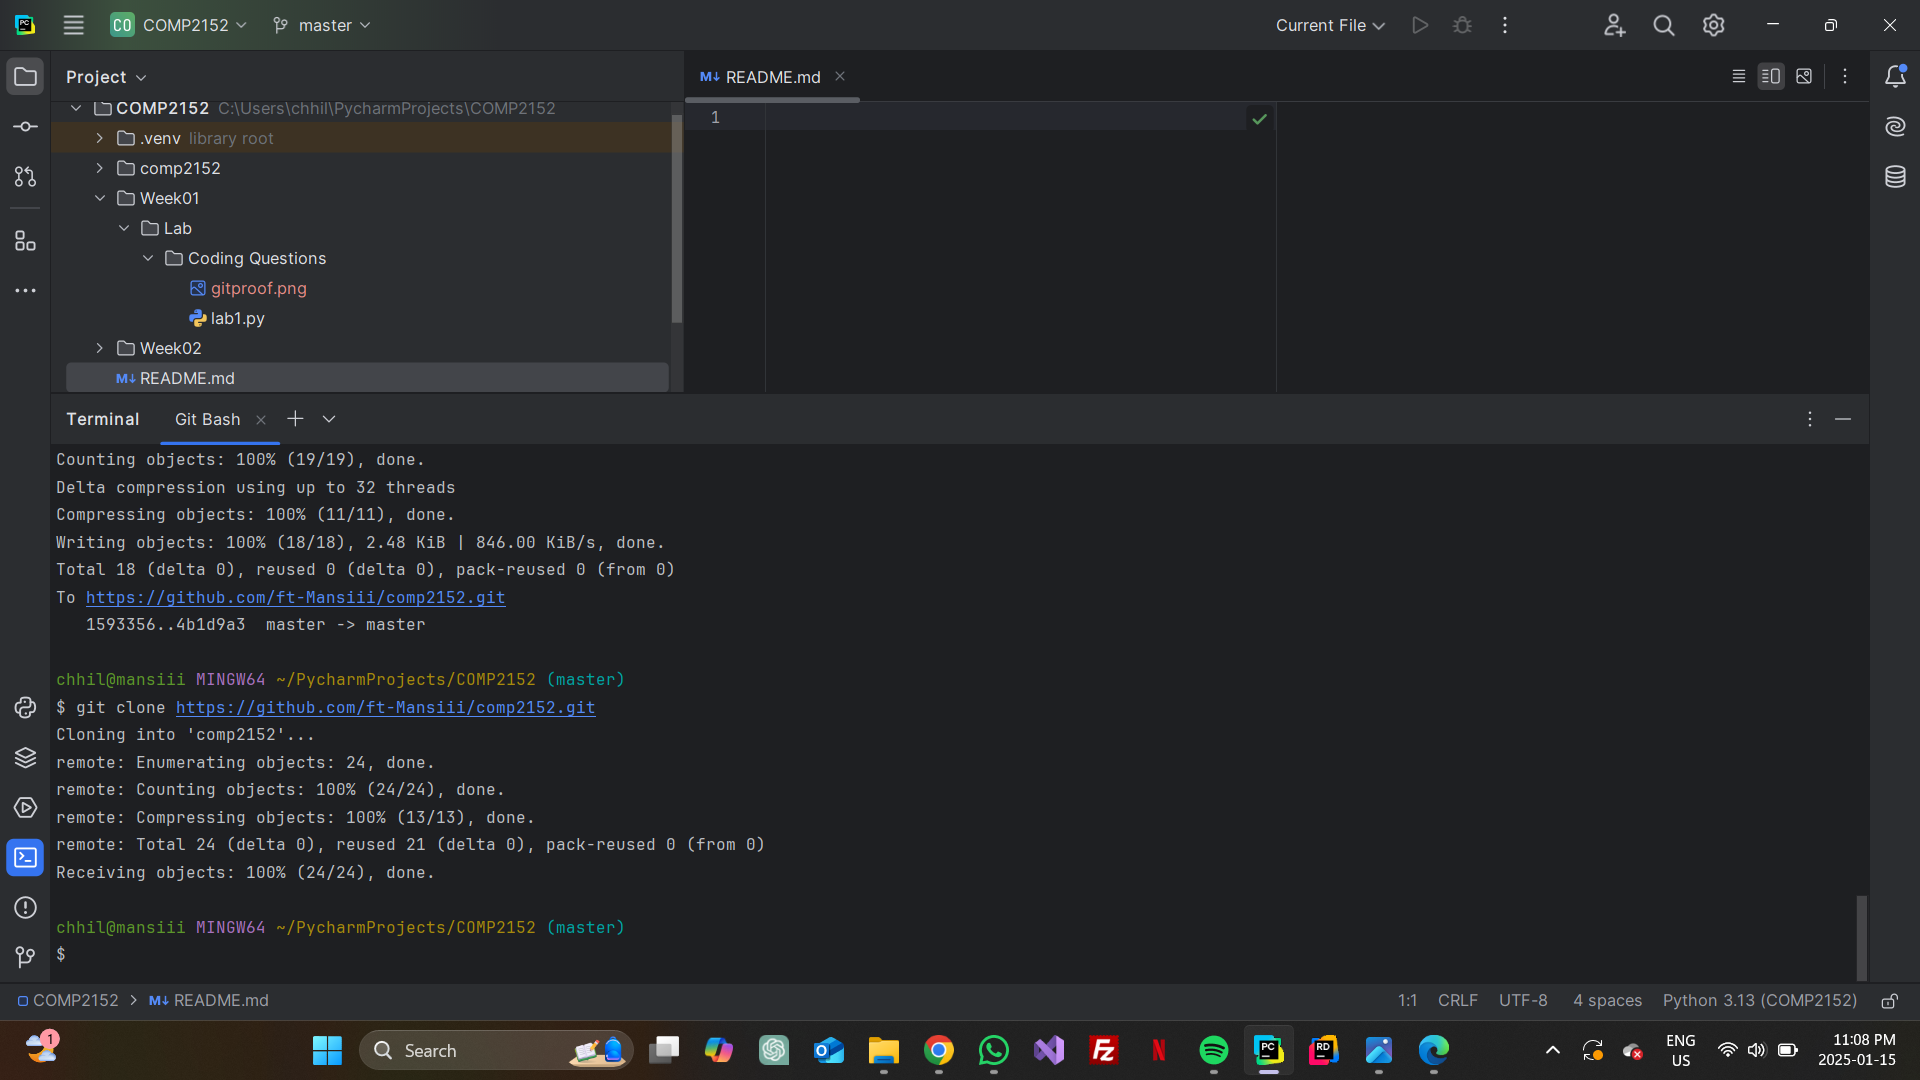 CO COMP2152 master Current File
Project
README.md
COMP2152 C:\Users\chhil\PycharmProjects\COMP2152
.venv library root
comp2152
Week01
Lab
Coding Questions
gitproof.png
lab1.py
Week02
M↓ README.md
1
Terminal Git Bash
Counting objects: 100% (19/19), done.
Delta compression using up to 32 threads
Compressing objects: 100% (11/11), done.
Writing objects: 100% (18/18), 2.48 KiB | 846.00 KiB/s, done.
Total 18 (delta 0), reused 0 (delta 0), pack-reused 0 (from 0)
To https://github.com/ft-Mansiii/comp2152.git
1593356..4b1d9a3 master -> master
chhil@mansiii MINGW64 ~/PycharmProjects/COMP2152 (master)
$ git clone https://github.com/ft-Mansiii/comp2152.git
Cloning into 'comp2152'...
remote: Enumerating objects: 24, done.
remote: Counting objects: 100% (24/24), done.
remote: Compressing objects: 100% (13/13), done.
remote: Total 24 (delta 0), reused 21 (delta 0), pack-reused 0 (from 0)
Receiving objects: 100% (24/24), done.
chhil@mansiii MINGW64 ~/PycharmProjects/COMP2152 (master)
$
COMP2152 > M↓ README.md 1:1 CRLF UTF-8 4 spaces Python 3.13 (COMP2152)
1 Search ENG 11:08 PM
US 2025-01-15